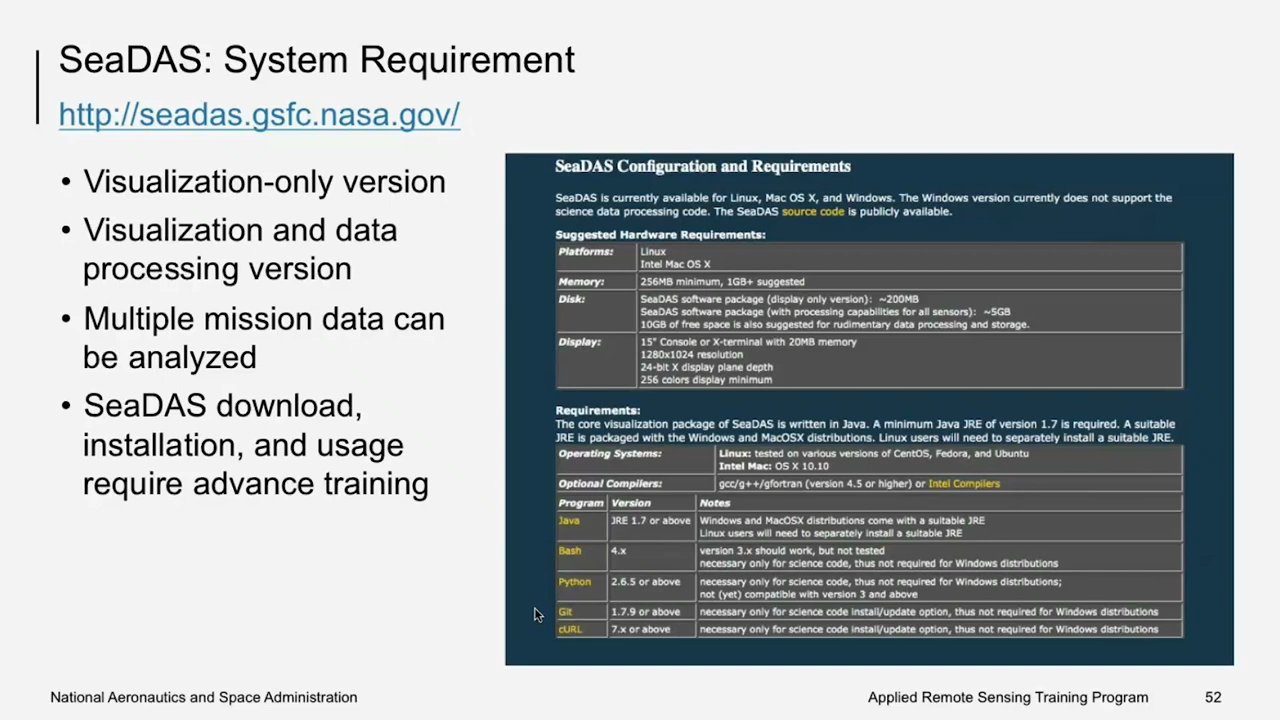 SeaDAS: System Requirement
http://seadas.gsfc.nasa.gov/
• Visualization-only version
• Visualization and data
processing version
• Multiple mission data can
be analyzed
• SeaDAS download,
installation, and usage
require advance training
SeaDAS Configuration and Requirements
SeaDAS is currently available for Linux, Mac OS X, and Windows. The Windows version currently does not support the
science data processing code. The SeaDAS source code is publicly available.
Suggested Hardware Requirements:
Platforms: Linux
Intel Mac OS X
Memory: 256MB minimum, 1GB+ suggested
Disk: SeaDAS software package (display only version): ~200MB
SeaDAS software package (with processing capabilities for all sensors): ~5GB
10GB of free space is also suggested for rudimentary data processing and storage.
Display: 15" Console or X-terminal with 20MB memory
1280x1024 resolution
24-bit X display plane depth
256 colors display minimum
Requirements:
The core visualization package of SeaDAS is written in Java. A minimum Java JRE of version 1.7 is required. A suitable
JRE is packaged with the Windows and MacOSX distributions. Linux users will need to separately install a suitable JRE.
Operating Systems: Linux: tested on various versions of CentOS, Fedora, and Ubuntu
Intel Mac: OS X 10.10
Optional Compilers: gcc/g++/gfortran (version 4.5 or higher) or Intel Compilers
Program Version Notes
Java JRE 1.7 or above Windows and MacOSX distributions come with a suitable JRE
Linux users will need to separately install a suitable JRE
Bash 4.x version 3.x should work, but not tested
necessary only for science code, thus not required for Windows distributions
Python 2.6.5 or above necessary only for science code, thus not required for Windows distributions;
not (yet) compatible with version 3 and above
Git 1.7.9 or above necessary only for science code install/update option, thus not required for Windows distributions
cURL 7.x or above necessary only for science code install/update option, thus not required for Windows distributions
National Aeronautics and Space Administration
Applied Remote Sensing Training Program
52